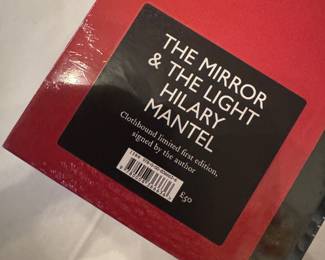 THE MIRROR
& THE LIGHT
HILARY
MANTEL
Clothbound limited first edition,
signed by the author
£50